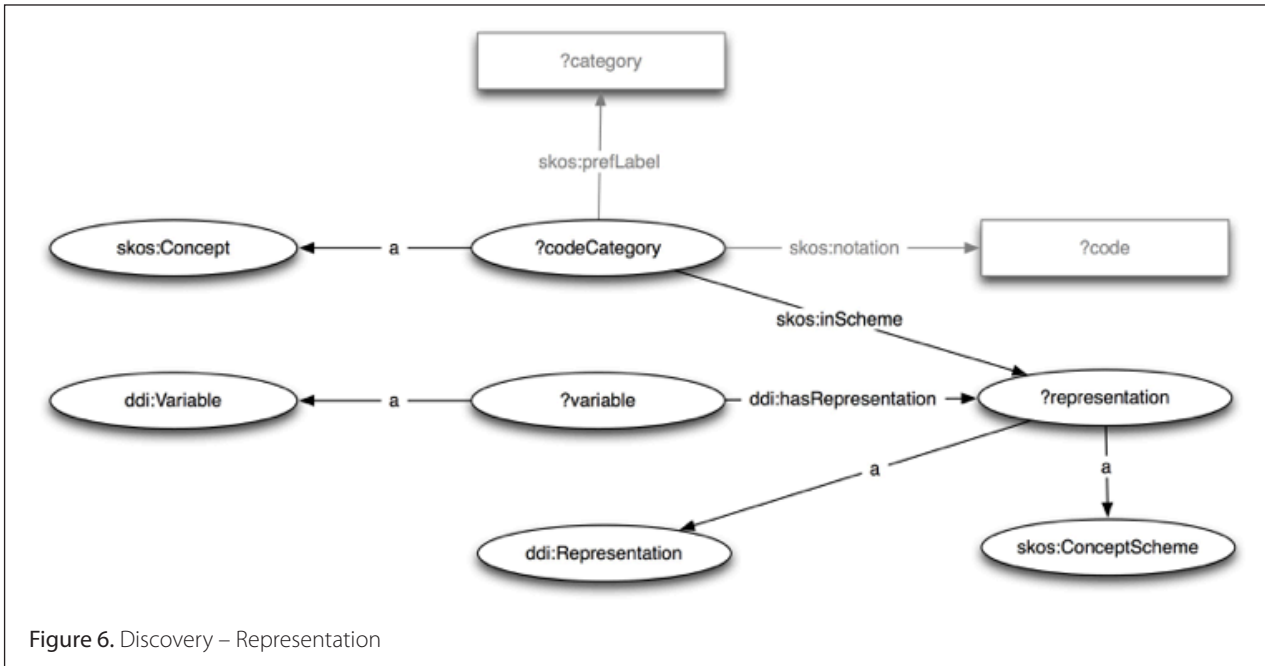 ?category
skos:prefLabel
skos:Concept
a
?codeCategory
skos:notation
?code
skos:inScheme
ddi:Variable
a
?variable
ddi:hasRepresentation
?representation
a
a
ddi:Representation
skos:ConceptScheme
Figure 6. Discovery – Representation